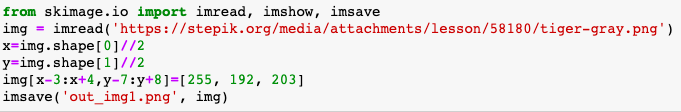 from skimage.io import imread, imshow, imsave
img = imread('https://stepik.org/media/attachments/lesson/58180/tiger-gray.png')
x=img.shape[0]//2
y=img.shape[1]//2
img[x-3:x+4,y-7:y+8]=[255, 192, 203]
imsave('out_img1.png', img)